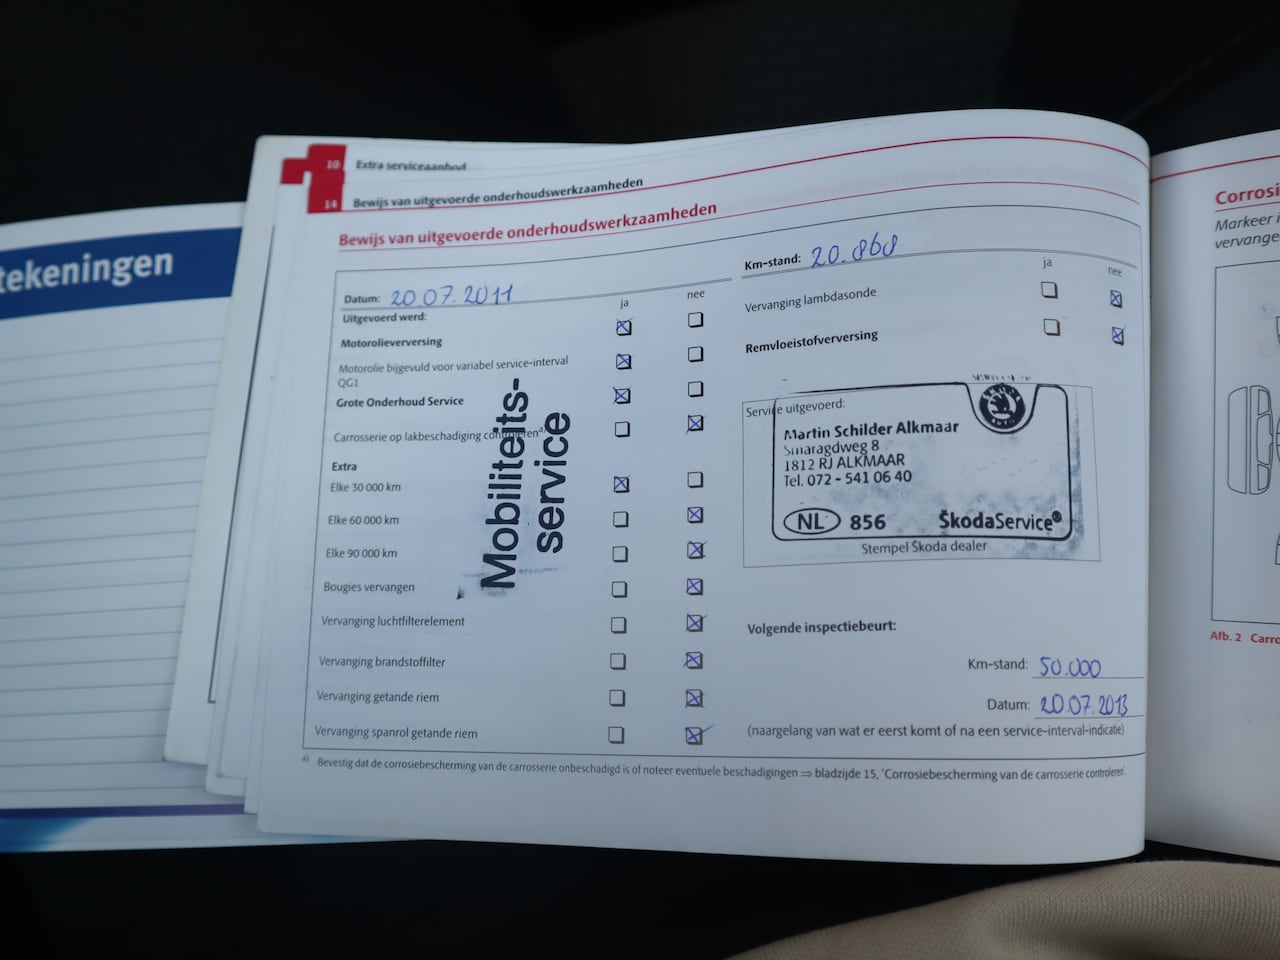 tekeningen
10 Extra serviceaanbod
14 Bewijs van uitgevoerde onderhoudswerkzaamheden
Bewijs van uitgevoerde onderhoudswerkzaamheden
Datum: 20.07.2011
Uitgevoerd werd:
ja nee
Motorolieverversing
Motorolie bijgevuld voor variabel service-interval
QG1
Grote Onderhoud Service
Carrosserie op lakbeschadiging controleren a)
Extra
Elke 30 000 km
Elke 60 000 km
Elke 90 000 km
Bougies vervangen
Vervanging luchtfilterelement
Vervanging brandstoffilter
Vervanging getande riem
Vervanging spanrol getande riem
Mobiliteits-
service
Km-stand: 20.868
ja nee
Vervanging lambdasonde
Remvloeistofverversing
Service uitgevoerd:
Martin Schilder Alkmaar
Smaragdweg 8
1812 RJ ALKMAAR
Tel. 072 - 541 06 40
NL 856 ŠkodaService®
Stempel Škoda dealer
Volgende inspectiebeurt:
Km-stand: 50.000
Datum: 20.07.2013
(naargelang van wat er eerst komt of na een service-interval-indicatie)
a) Bevestig dat de corrosiebescherming van de carrosserie onbeschadigd is of noteer eventuele beschadigingen ⇒ bladzijde 15, 'Corrosiebescherming van de carrosserie controleren'.
Corrosi
Markeer i
vervange
Afb. 2 Carro